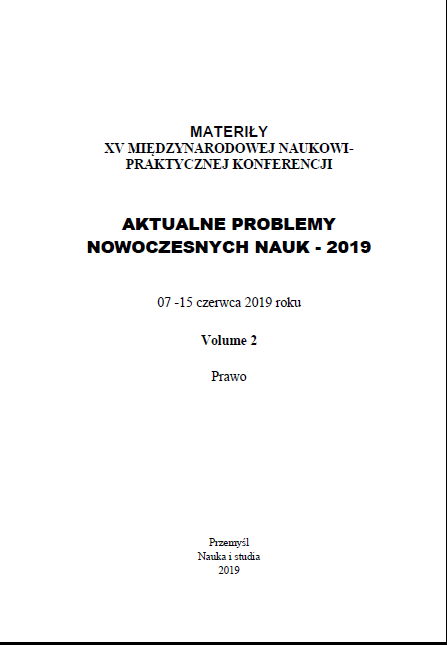 MATERIŁY
XV MIĘDZYNARODOWEJ NAUKOWI-
PRAKTYCZNEJ KONFERENCJI
AKTUALNE PROBLEMY
NOWOCZESNYCH NAUK - 2019
07 -15 czerwca 2019 roku
Volume 2
Prawo
Przemyśl
Nauka i studia
2019